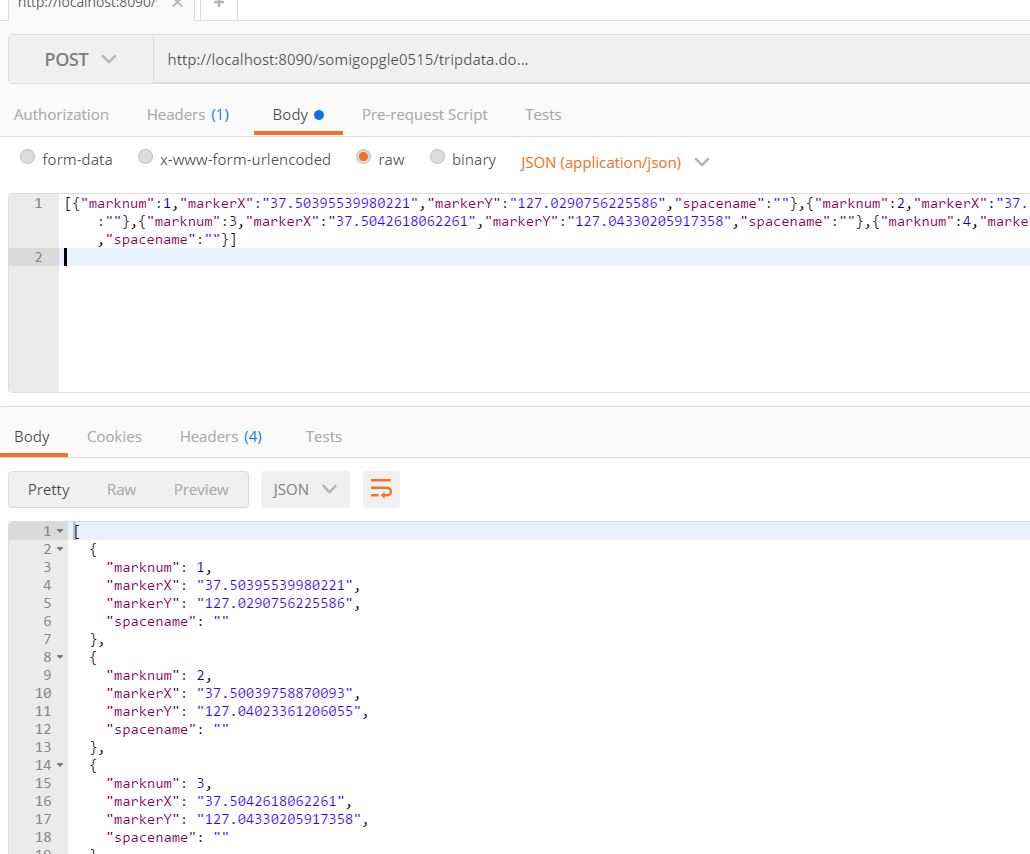 http://localhost:8090/s × +
POST http://localhost:8090/somigopgle0515/tripdata.do...
Authorization Headers (1) Body Pre-request Script Tests
form-data x-www-form-urlencoded raw binary JSON (application/json)
1 [{"marknum":1,"markerX":"37.50395539980221","markerY":"127.0290756225586","spacename":""},{"marknum":2,"markerX":"37.
:""},{"marknum":3,"markerX":"37.5042618062261","markerY":"127.04330205917358","spacename":""},{"marknum":4,"marke
,"spacename":""}]
2
Body Cookies Headers (4) Tests
Pretty Raw Preview JSON
1 [
2 {
3 "marknum": 1,
4 "markerX": "37.50395539980221",
5 "markerY": "127.0290756225586",
6 "spacename": ""
7 },
8 {
9 "marknum": 2,
10 "markerX": "37.50039758870093",
11 "markerY": "127.04023361206055",
12 "spacename": ""
13 },
14 {
15 "marknum": 3,
16 "markerX": "37.5042618062261",
17 "markerY": "127.04330205917358",
18 "spacename": ""
19 }